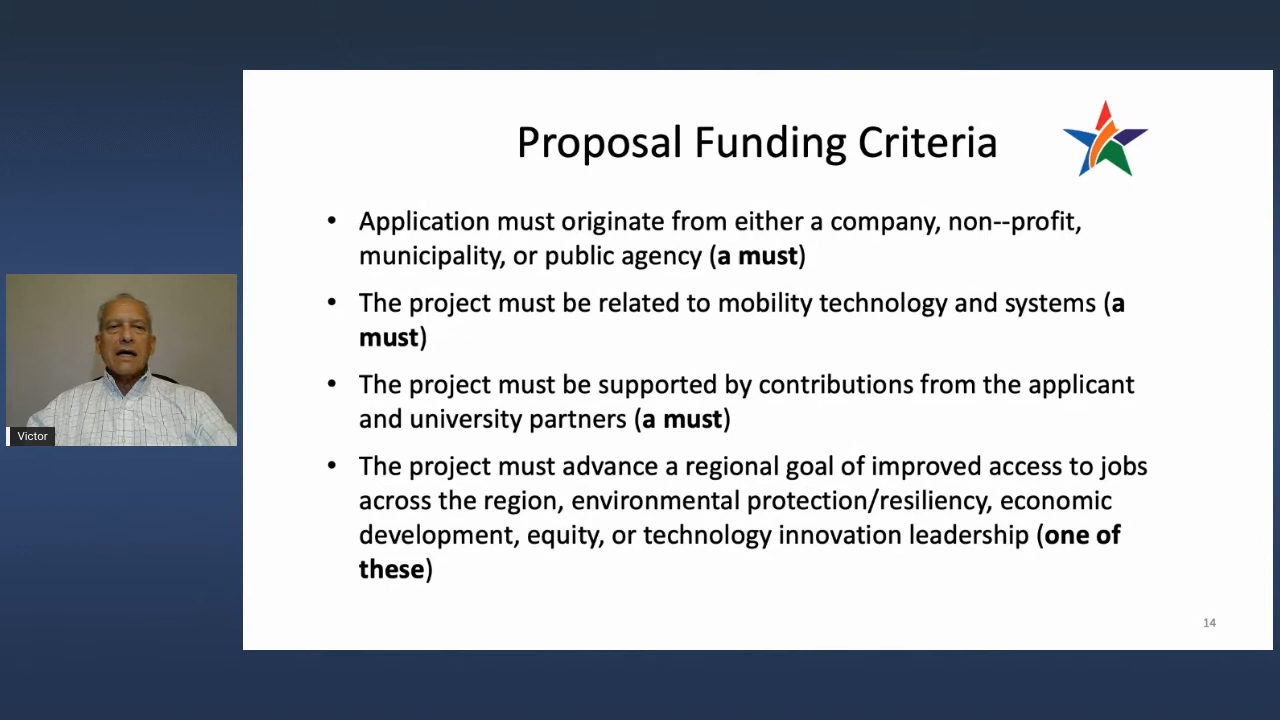 Proposal Funding Criteria
• Application must originate from either a company, non--profit,
municipality, or public agency (a must)
• The project must be related to mobility technology and systems (a
must)
• The project must be supported by contributions from the applicant
and university partners (a must)
• The project must advance a regional goal of improved access to jobs
across the region, environmental protection/resiliency, economic
development, equity, or technology innovation leadership (one of
these)
14
Victor